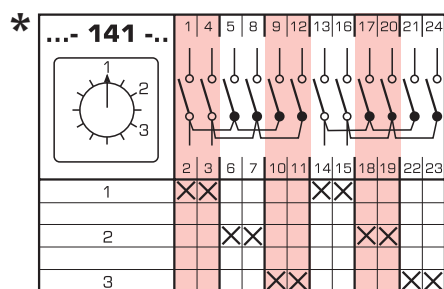 * ...- 141 -.. 1 4 5 8 9 12 13 16 17 20 21 24
1
2
3
2 3 6 7 10 11 14 15 18 19 22 23
1 X X X X
2 X X X X
3 X X X X